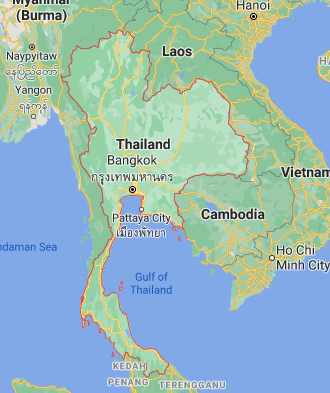 Myanmar
(Burma)
Hanoi
Laos
Naypyitaw
နေပြည်တော်
Yangon
ရန်ကုန်
Thailand
Bangkok
กรุงเทพมหานคร
Vietnam
Pattaya City
เมืองพัทยา
Cambodia
ndaman Sea
Gulf of
Thailand
Ho Chi
Minh City
KEDAH
PENANG
TERENGGANU